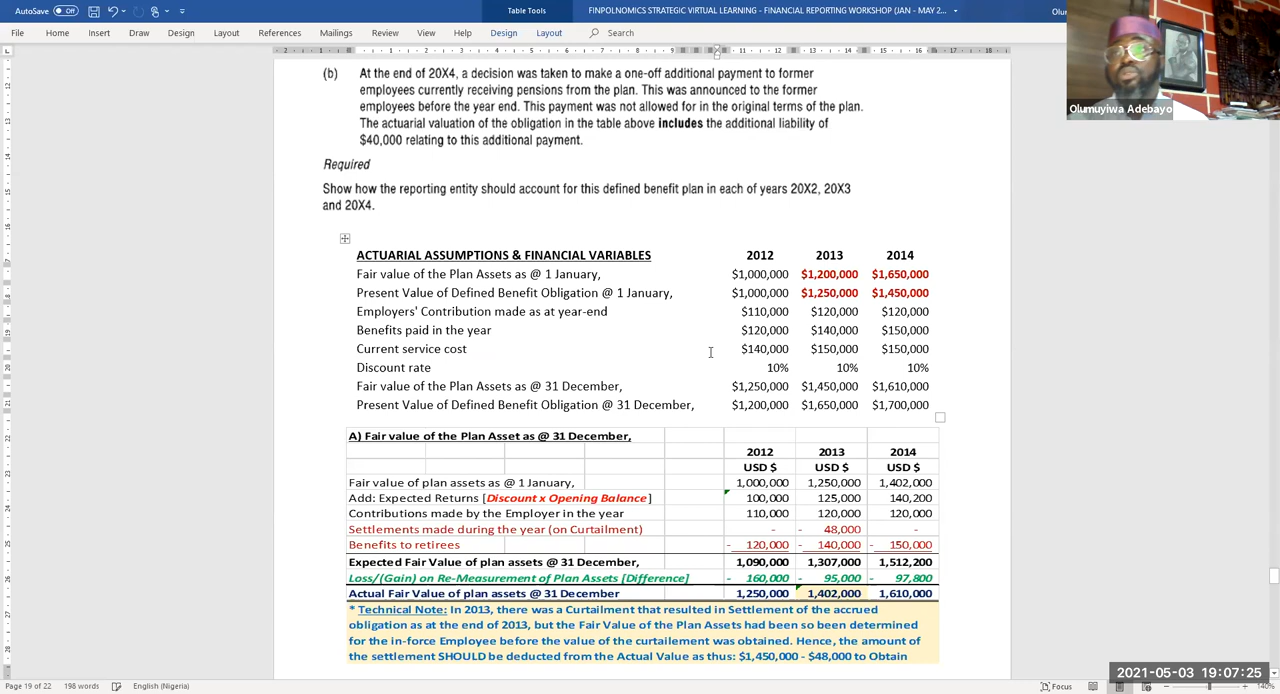 AutoSave Off
Table Tools
FINPOLNOMICS STRATEGIC VIRTUAL LEARNING - FINANCIAL REPORTING WORKSHOP (JAN - MAY 2...
Olu
File Home Insert Draw Design Layout References Mailings Review View Help Design Layout Search
(b) At the end of 20X4, a decision was taken to make a one-off additional payment to former
employees currently receiving pensions from the plan. This was announced to the former
employees before the year end. This payment was not allowed for in the original terms of the plan.
The actuarial valuation of the obligation in the table above includes the additional liability of
$40,000 relating to this additional payment.
Required
Show how the reporting entity should account for this defined benefit plan in each of years 20X2, 20X3
and 20X4.
ACTUARIAL ASSUMPTIONS & FINANCIAL VARIABLES 2012 2013 2014
Fair value of the Plan Assets as @ 1 January, $1,000,000 $1,200,000 $1,650,000
Present Value of Defined Benefit Obligation @ 1 January, $1,000,000 $1,250,000 $1,450,000
Employers' Contribution made as at year-end $110,000 $120,000 $120,000
Benefits paid in the year $120,000 $140,000 $150,000
Current service cost $140,000 $150,000 $150,000
Discount rate 10% 10% 10%
Fair value of the Plan Assets as @ 31 December, $1,250,000 $1,450,000 $1,610,000
Present Value of Defined Benefit Obligation @ 31 December, $1,200,000 $1,650,000 $1,700,000
A) Fair value of the Plan Asset as @ 31 December,
2012 2013 2014
USD $ USD $ USD $
Fair value of plan assets as @ 1 January, 1,000,000 1,250,000 1,402,000
Add: Expected Returns [Discount x Opening Balance] 100,000 125,000 140,200
Contributions made by the Employer in the year 110,000 120,000 120,000
Settlements made during the year (on Curtailment) - - 48,000 -
Benefits to retirees - 120,000 - 140,000 - 150,000
Expected Fair Value of plan assets @ 31 December, 1,090,000 1,307,000 1,512,200
Loss/(Gain) on Re-Measurement of Plan Assets [Difference] - 160,000 - 95,000 - 97,800
Actual Fair Value of plan assets @ 31 December 1,250,000 1,402,000 1,610,000
* Technical Note: In 2013, there was a Curtailment that resulted in Settlement of the accrued
obligation as at the end of 2013, but the Fair Value of the Plan Assets had been so been determined
for the in-force Employee before the value of the curtailement was obtained. Hence, the amount of
the settlement SHOULD be deducted from the Actual Value as thus: $1,450,000 - $48,000 to Obtain
Olumuyiwa Adebayo
2021-05-03 19:07:25
Page 19 of 22 198 words English (Nigeria) Focus 140%